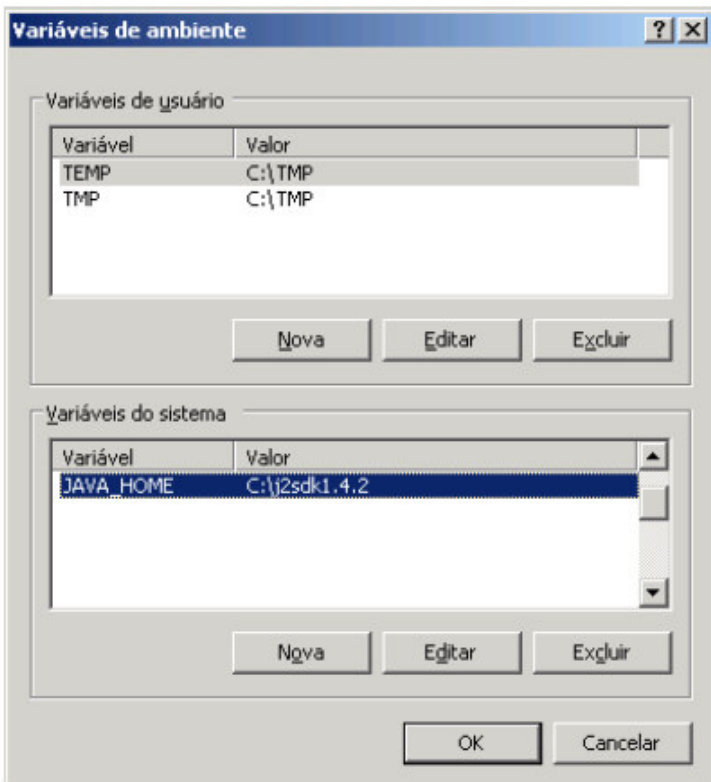 Variáveis de ambiente
Variáveis de usuário
Variável Valor
TEMP C:\TMP
TMP C:\TMP
Nova Editar Excluir
Variáveis do sistema
Variável Valor
JAVA_HOME C:\j2sdk1.4.2
Nova Editar Excluir
OK Cancelar